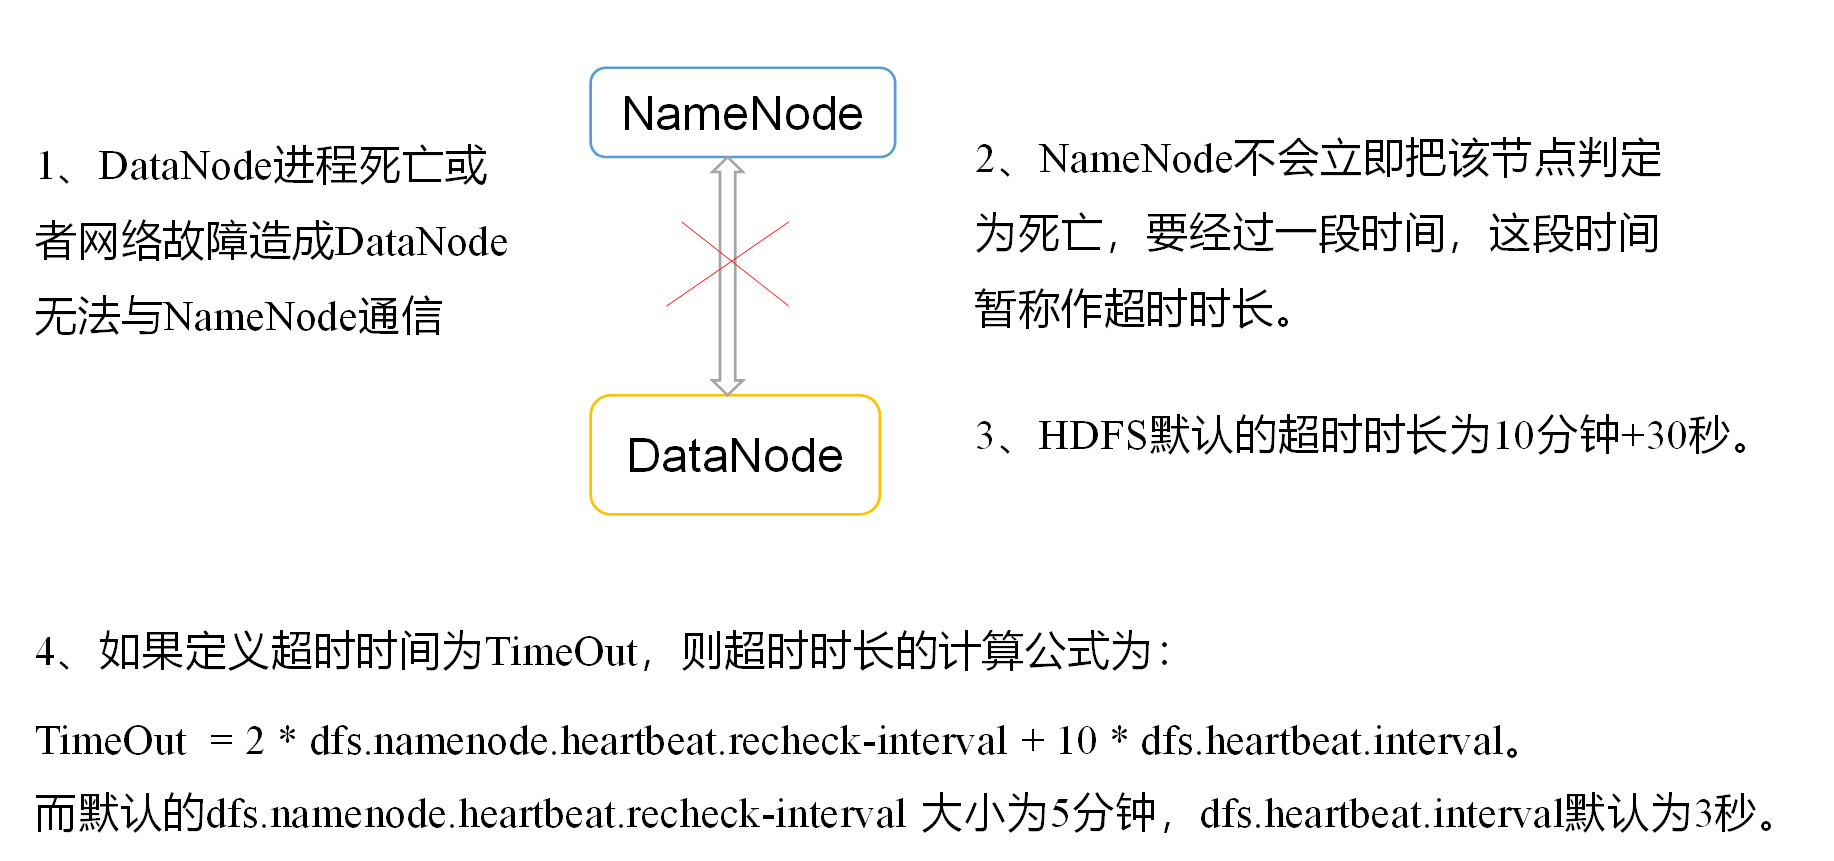 NameNode
1、DataNode进程死亡或
者网络故障造成DataNode
无法与NameNode通信
2、NameNode不会立即把该节点判定
为死亡，要经过一段时间，这段时间
暂称作超时时长。
DataNode
3、HDFS默认的超时时长为10分钟+30秒。
4、如果定义超时时间为TimeOut，则超时时长的计算公式为：
TimeOut  = 2 * dfs.namenode.heartbeat.recheck-interval + 10 * dfs.heartbeat.interval。
而默认的dfs.namenode.heartbeat.recheck-interval 大小为5分钟，dfs.heartbeat.interval默认为3秒。